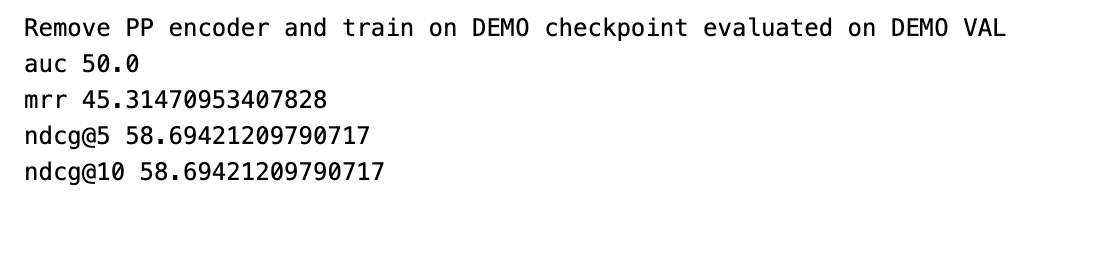 Remove PP encoder and train on DEMO checkpoint evaluated on DEMO VAL
auc 50.0
mrr 45.31470953407828
ndcg@5 58.69421209790717
ndcg@10 58.69421209790717